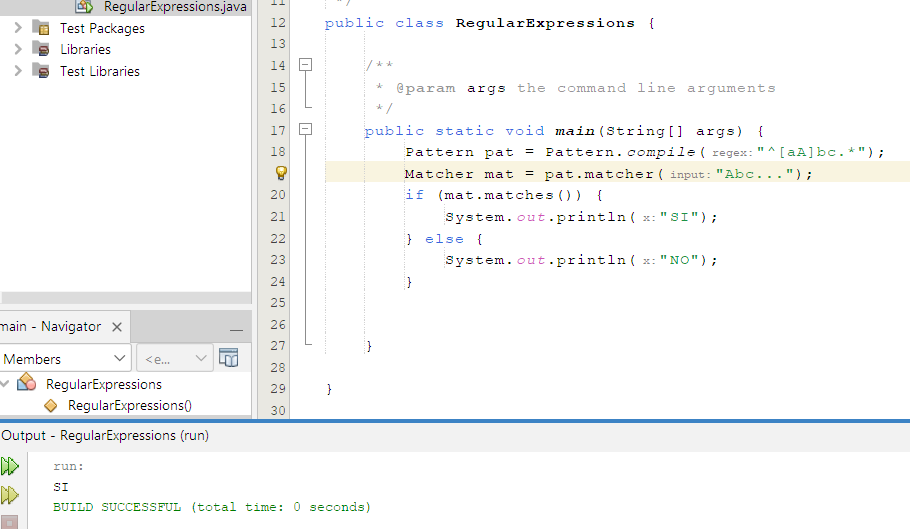 RegularExpressions.java
Test Packages
Libraries
Test Libraries
11 */
12 public class RegularExpressions {
13
14 /**
15 * @param args the command line arguments
16 */
17 public static void main(String[] args) {
18 Pattern pat = Pattern.compile( regex: "^[aA]bc.*");
Matcher mat = pat.matcher( input: "Abc...");
20 if (mat.matches()) {
21 System.out.println( x: "SI");
22 } else {
23 System.out.println( x: "NO");
24 }
25
26
27 }
28
29 }
30
main - Navigator
Members
<e...
RegularExpressions
RegularExpressions()
Output - RegularExpressions (run)
run:
SI
BUILD SUCCESSFUL (total time: 0 seconds)